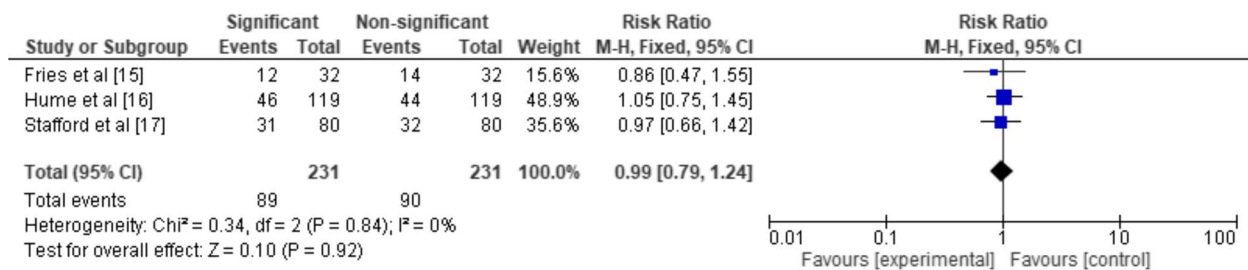 Significant Non-significant Risk Ratio Risk Ratio
Study or Subgroup Events Total Events Total Weight M-H, Fixed, 95% CI M-H, Fixed, 95% CI
Fries et al [15] 12 32 14 32 15.6% 0.86 [0.47, 1.55]
Hume et al [16] 46 119 44 119 48.9% 1.05 [0.75, 1.45]
Stafford et al [17] 31 80 32 80 35.6% 0.97 [0.66, 1.42]
Total (95% CI) 231 231 100.0% 0.99 [0.79, 1.24]
Total events 89 90
Heterogeneity: Chi² = 0.34, df = 2 (P = 0.84); I² = 0%
Test for overall effect: Z = 0.10 (P = 0.92)
0.01 0.1 1 10 100
Favours [experimental] Favours [control]